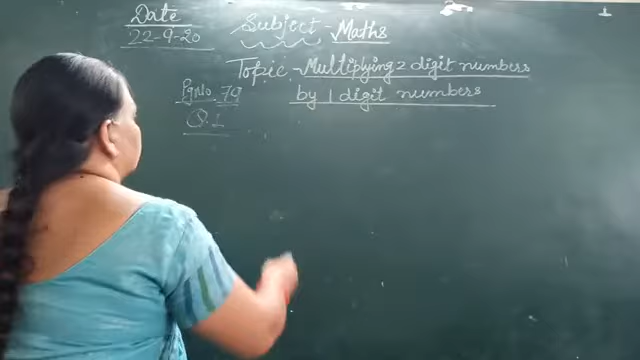 Date
22-9-20
Subject - Maths
Topic - Multiplying 2 digit numbers
by 1 digit numbers
Pg No 79
Q.1